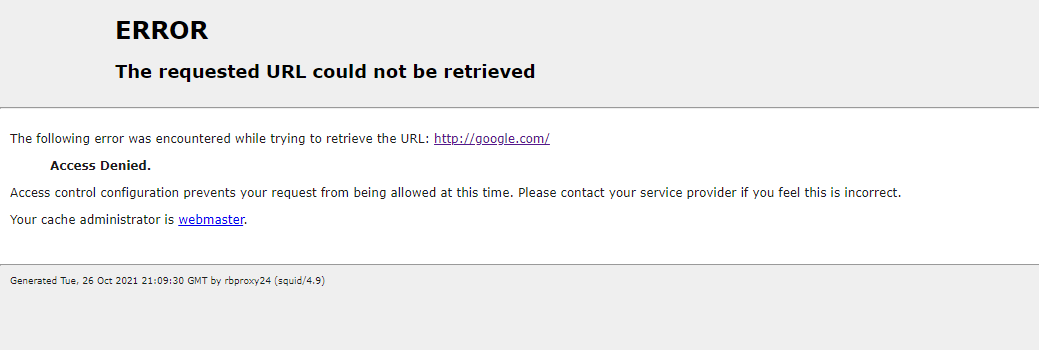 ERROR
The requested URL could not be retrieved
The following error was encountered while trying to retrieve the URL: http://google.com/
Access Denied.
Access control configuration prevents your request from being allowed at this time. Please contact your service provider if you feel this is incorrect.
Your cache administrator is webmaster.
Generated Tue, 26 Oct 2021 21:09:30 GMT by rbproxy24 (squid/4.9)